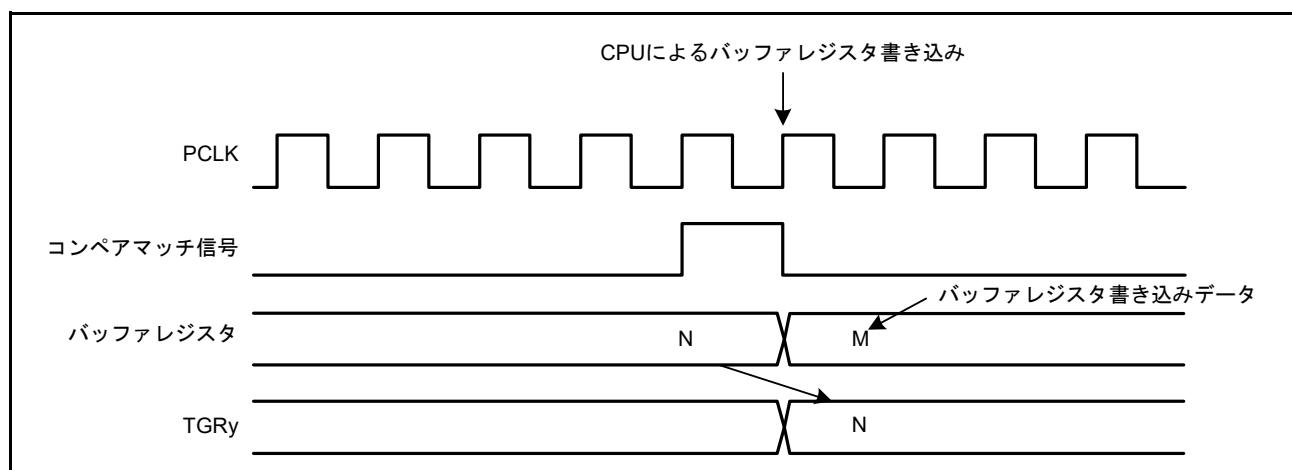 CPUによるバッファレジスタ書き込み
PCLK
コンペアマッチ信号
バッファレジスタ書き込みデータ
バッファレジスタ
N
M
TGRy
N